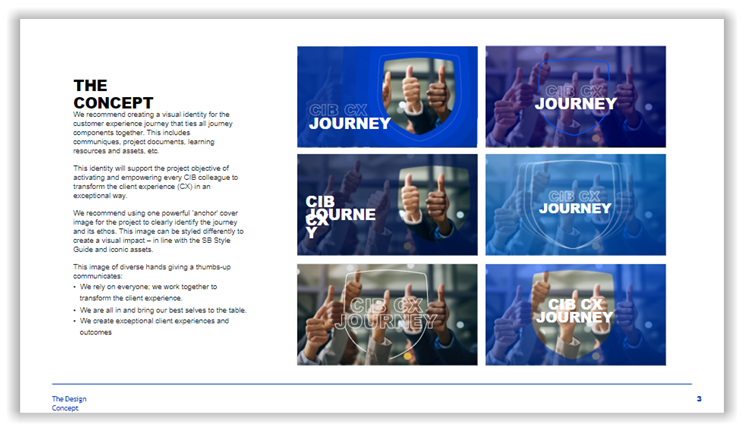 THE
CONCEPT
We recommend creating a visual identity for the
customer experience journey that ties all journey
components together. This includes
communiques, project documents, learning
resources and assets, etc.
This identity will support the project objective of
activating and empowering every CIB colleague to
transform the client experience (CX) in an
exceptional way.
We recommend using one powerful 'anchor' cover
image for the project to clearly identify the journey
and its ethos. This image can be styled differently to
create a visual impact – in line with the SB Style
Guide and iconic assets.
This image of diverse hands giving a thumbs-up
communicates:
• We rely on everyone; we work together to
transform the client experience.
• We are all in and bring our best selves to the table.
• We create exceptional client experiences and
outcomes
CIB CX
JOURNEY
CIB CX
JOURNEY
CIB
JOURNE
CX
Y
CIB CX
JOURNEY
CIB CX
JOURNEY
CIB CX
JOURNEY
The Design
Concept
3